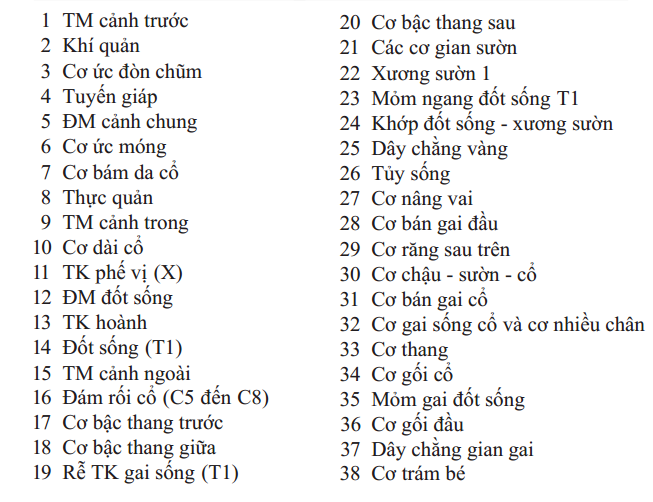 1 TM cảnh trước
2 Khí quản
3 Cơ ức đòn chũm
4 Tuyến giáp
5 ĐM cảnh chung
6 Cơ ức móng
7 Cơ bám da cổ
8 Thực quản
9 TM cảnh trong
10 Cơ dài cổ
11 TK phế vị (X)
12 ĐM đốt sống
13 TK hoành
14 Đốt sống (T1)
15 TM cảnh ngoài
16 Đám rối cổ (C5 đến C8)
17 Cơ bậc thang trước
18 Cơ bậc thang giữa
19 Rễ TK gai sống (T1)
20 Cơ bậc thang sau
21 Các cơ gian sườn
22 Xương sườn 1
23 Mỏm ngang đốt sống T1
24 Khớp đốt sống - xương sườn
25 Dây chằng vàng
26 Tủy sống
27 Cơ nâng vai
28 Cơ bán gai đầu
29 Cơ răng sau trên
30 Cơ chậu - sườn - cổ
31 Cơ bán gai cổ
32 Cơ gai sống cổ và cơ nhiều chân
33 Cơ thang
34 Cơ gối cổ
35 Mỏm gai đốt sống
36 Cơ gối đầu
37 Dây chằng gian gai
38 Cơ trám bé